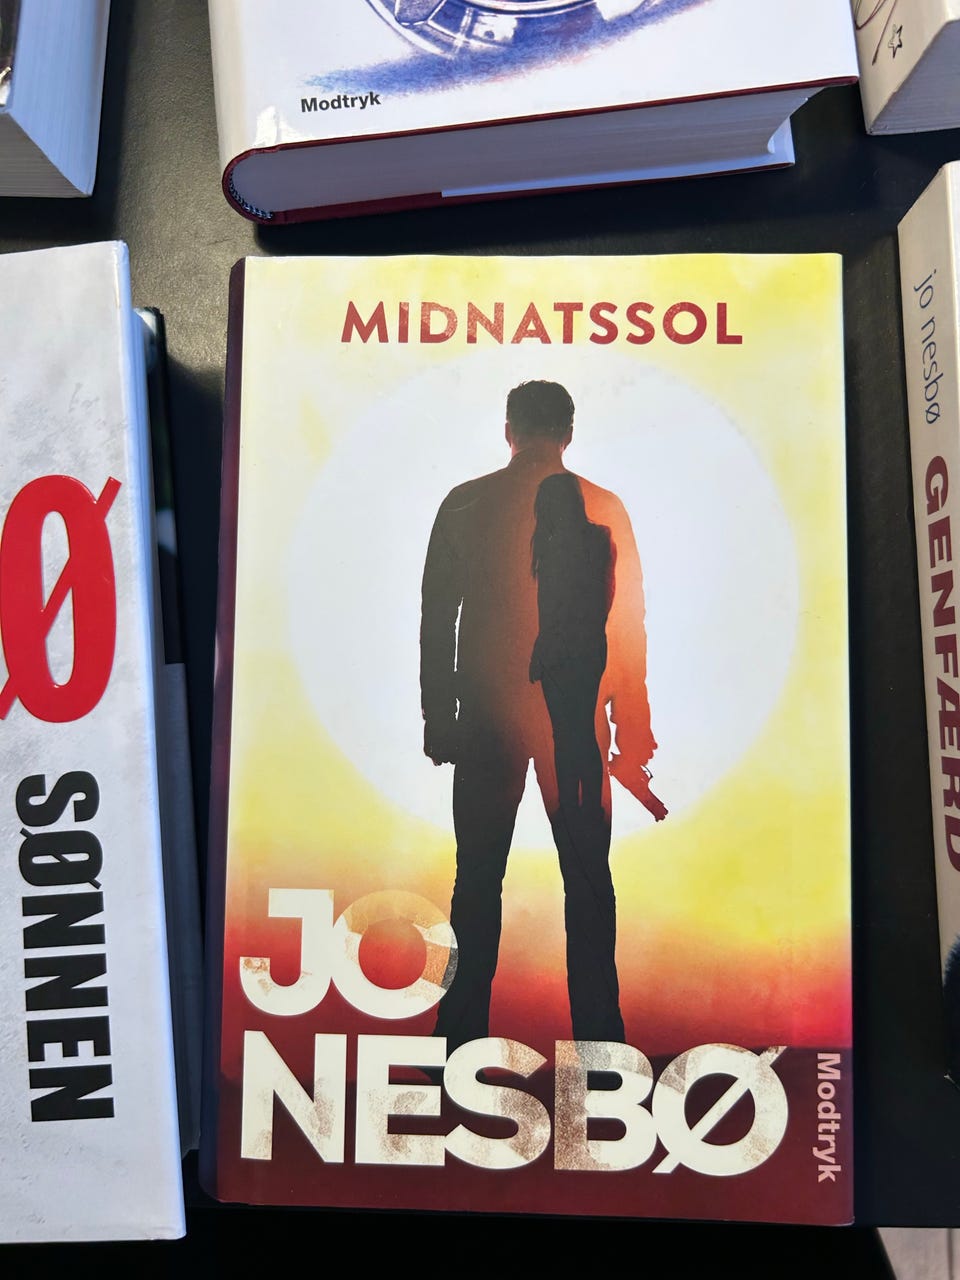 Modtryk
MIDNATSSOL
JO
NESBØ
Modtryk
Ø
SØNNEN
jo nesbø
GENFÆRD